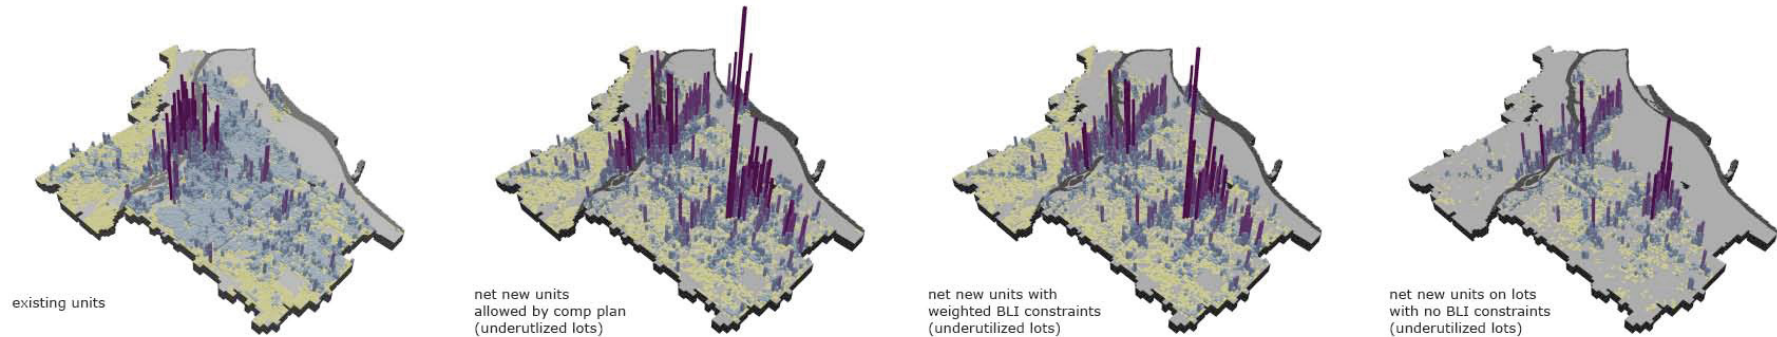 existing units
net new units
allowed by comp plan
(underutlized lots)
net new units with
weighted BLI constraints
(underutilized lots)
net new units on lots
with no BLI constraints
(underutilized lots)